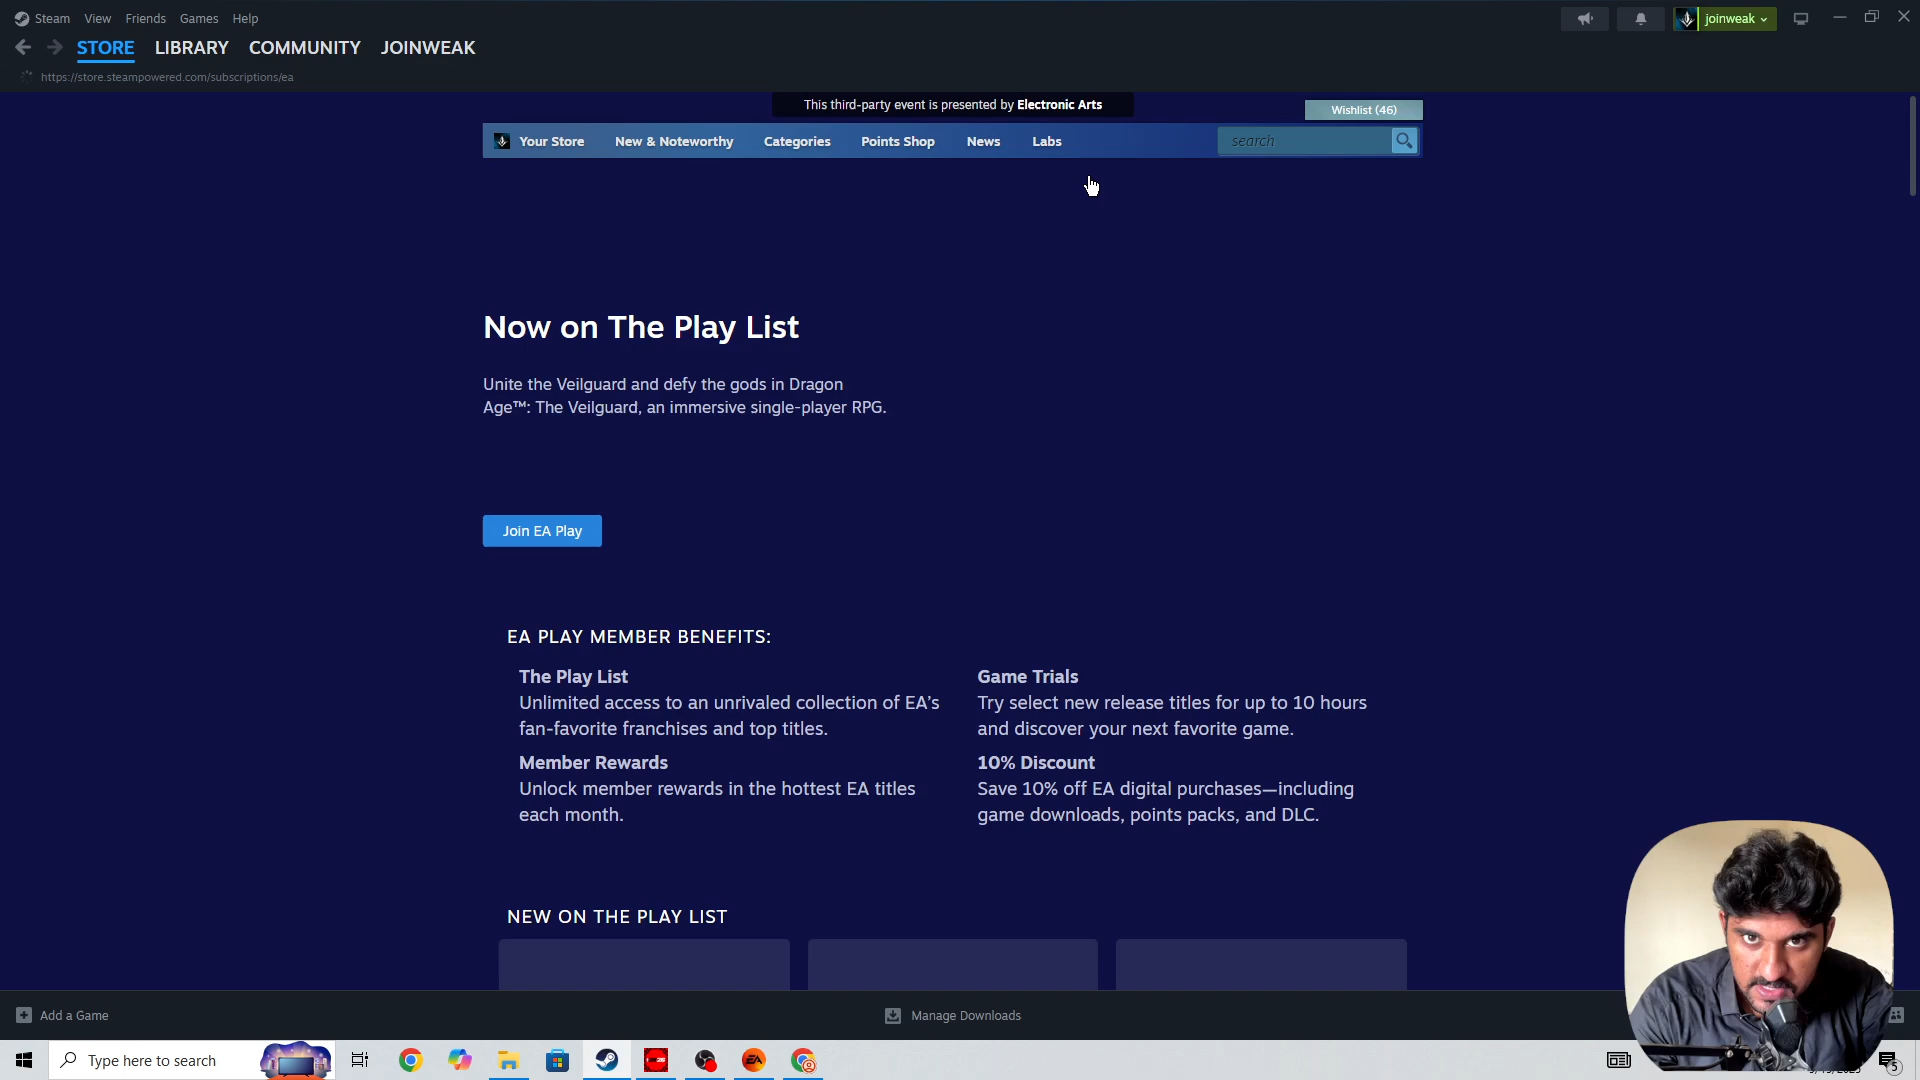 Steam View Friends Games Help
joinweak
STORE LIBRARY COMMUNITY JOINWEAK
https://store.steampowered.com/subscriptions/ea
This third-party event is presented by Electronic Arts
Wishlist (46)
Your Store New & Noteworthy Categories Points Shop News Labs
search
Now on The Play List
Unite the Veilguard and defy the gods in Dragon
Age™: The Veilguard, an immersive single-player RPG.
Join EA Play
EA PLAY MEMBER BENEFITS:
The Play List
Unlimited access to an unrivaled collection of EA's
fan-favorite franchises and top titles.
Game Trials
Try select new release titles for up to 10 hours
and discover your next favorite game.
Member Rewards
Unlock member rewards in the hottest EA titles
each month.
10% Discount
Save 10% off EA digital purchases—including
game downloads, points packs, and DLC.
NEW ON THE PLAY LIST
Add a Game
Manage Downloads
Type here to search
EA
5